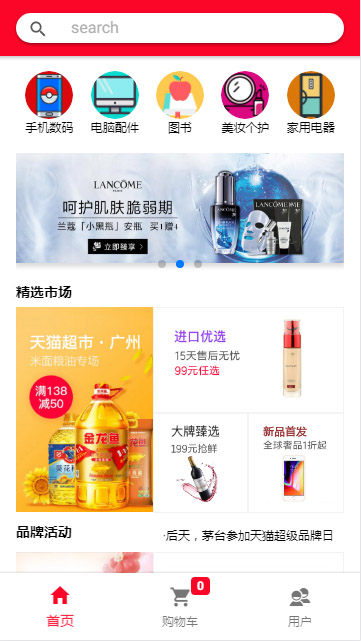 search
手机数码 电脑配件 图书 美妆个护 家用电器
LANCÔME
PARIS
呵护肌肤脆弱期
兰蔻「小黑瓶」安瓶 买1赠4
立即臻享 >
LANCÔME
精选市场
天猫超市·广州
米面粮油专场
满138
减50
金龙鱼
葵花籽
进口优选
15天售后无忧
99元任选
大牌臻选
199元抢鲜
新品首发
全球奢品1折起
品牌活动
·后天，茅台参加天猫超级品牌日
0
首页 购物车 用户